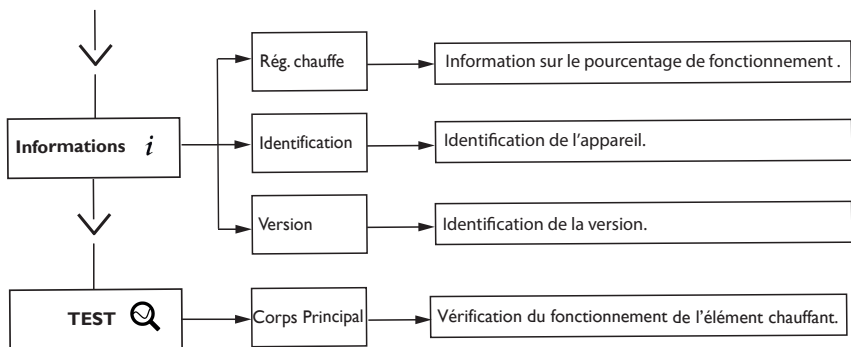 Rég. chauffe
Information sur le pourcentage de fonctionnement .
Informations i
Identification
Identification de l'appareil.
Version
Identification de la version.
TEST
Corps Principal
Vérification du fonctionnement de l'élément chauffant.